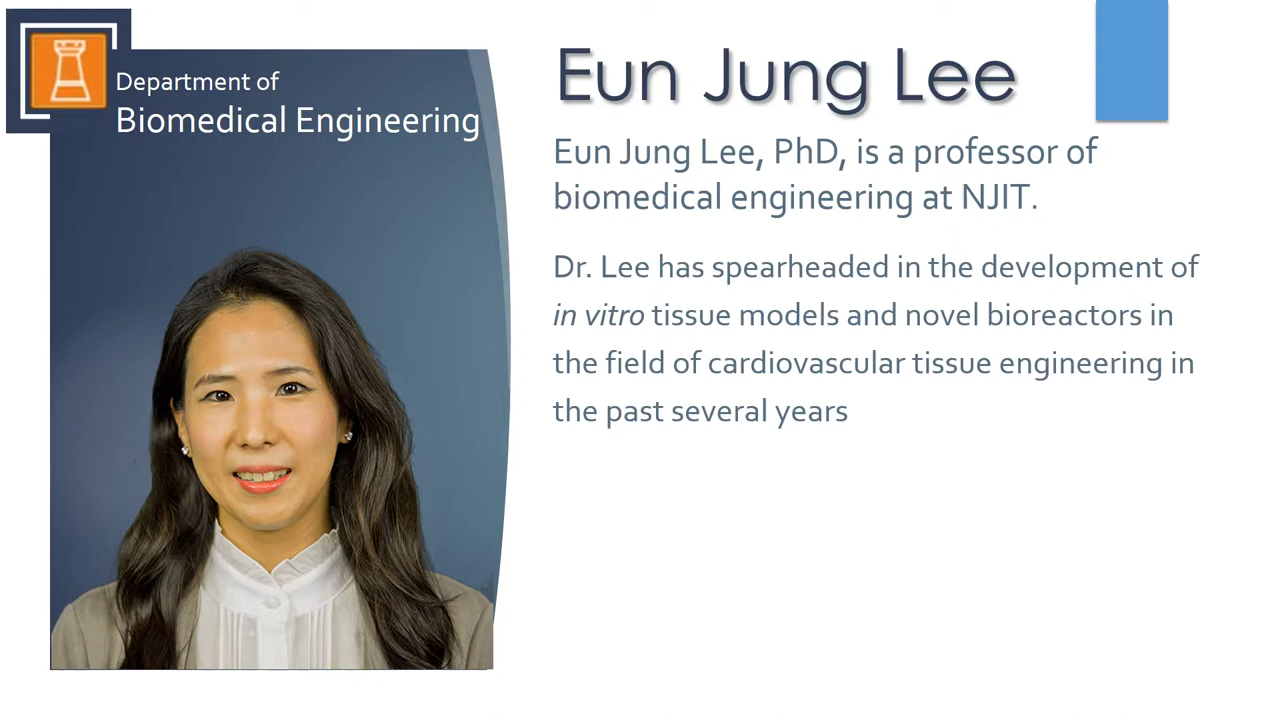 Department of
Biomedical Engineering
Eun Jung Lee
Eun Jung Lee, PhD, is a professor of
biomedical engineering at NJIT.
Dr. Lee has spearheaded in the development of
in vitro tissue models and novel bioreactors in
the field of cardiovascular tissue engineering in
the past several years